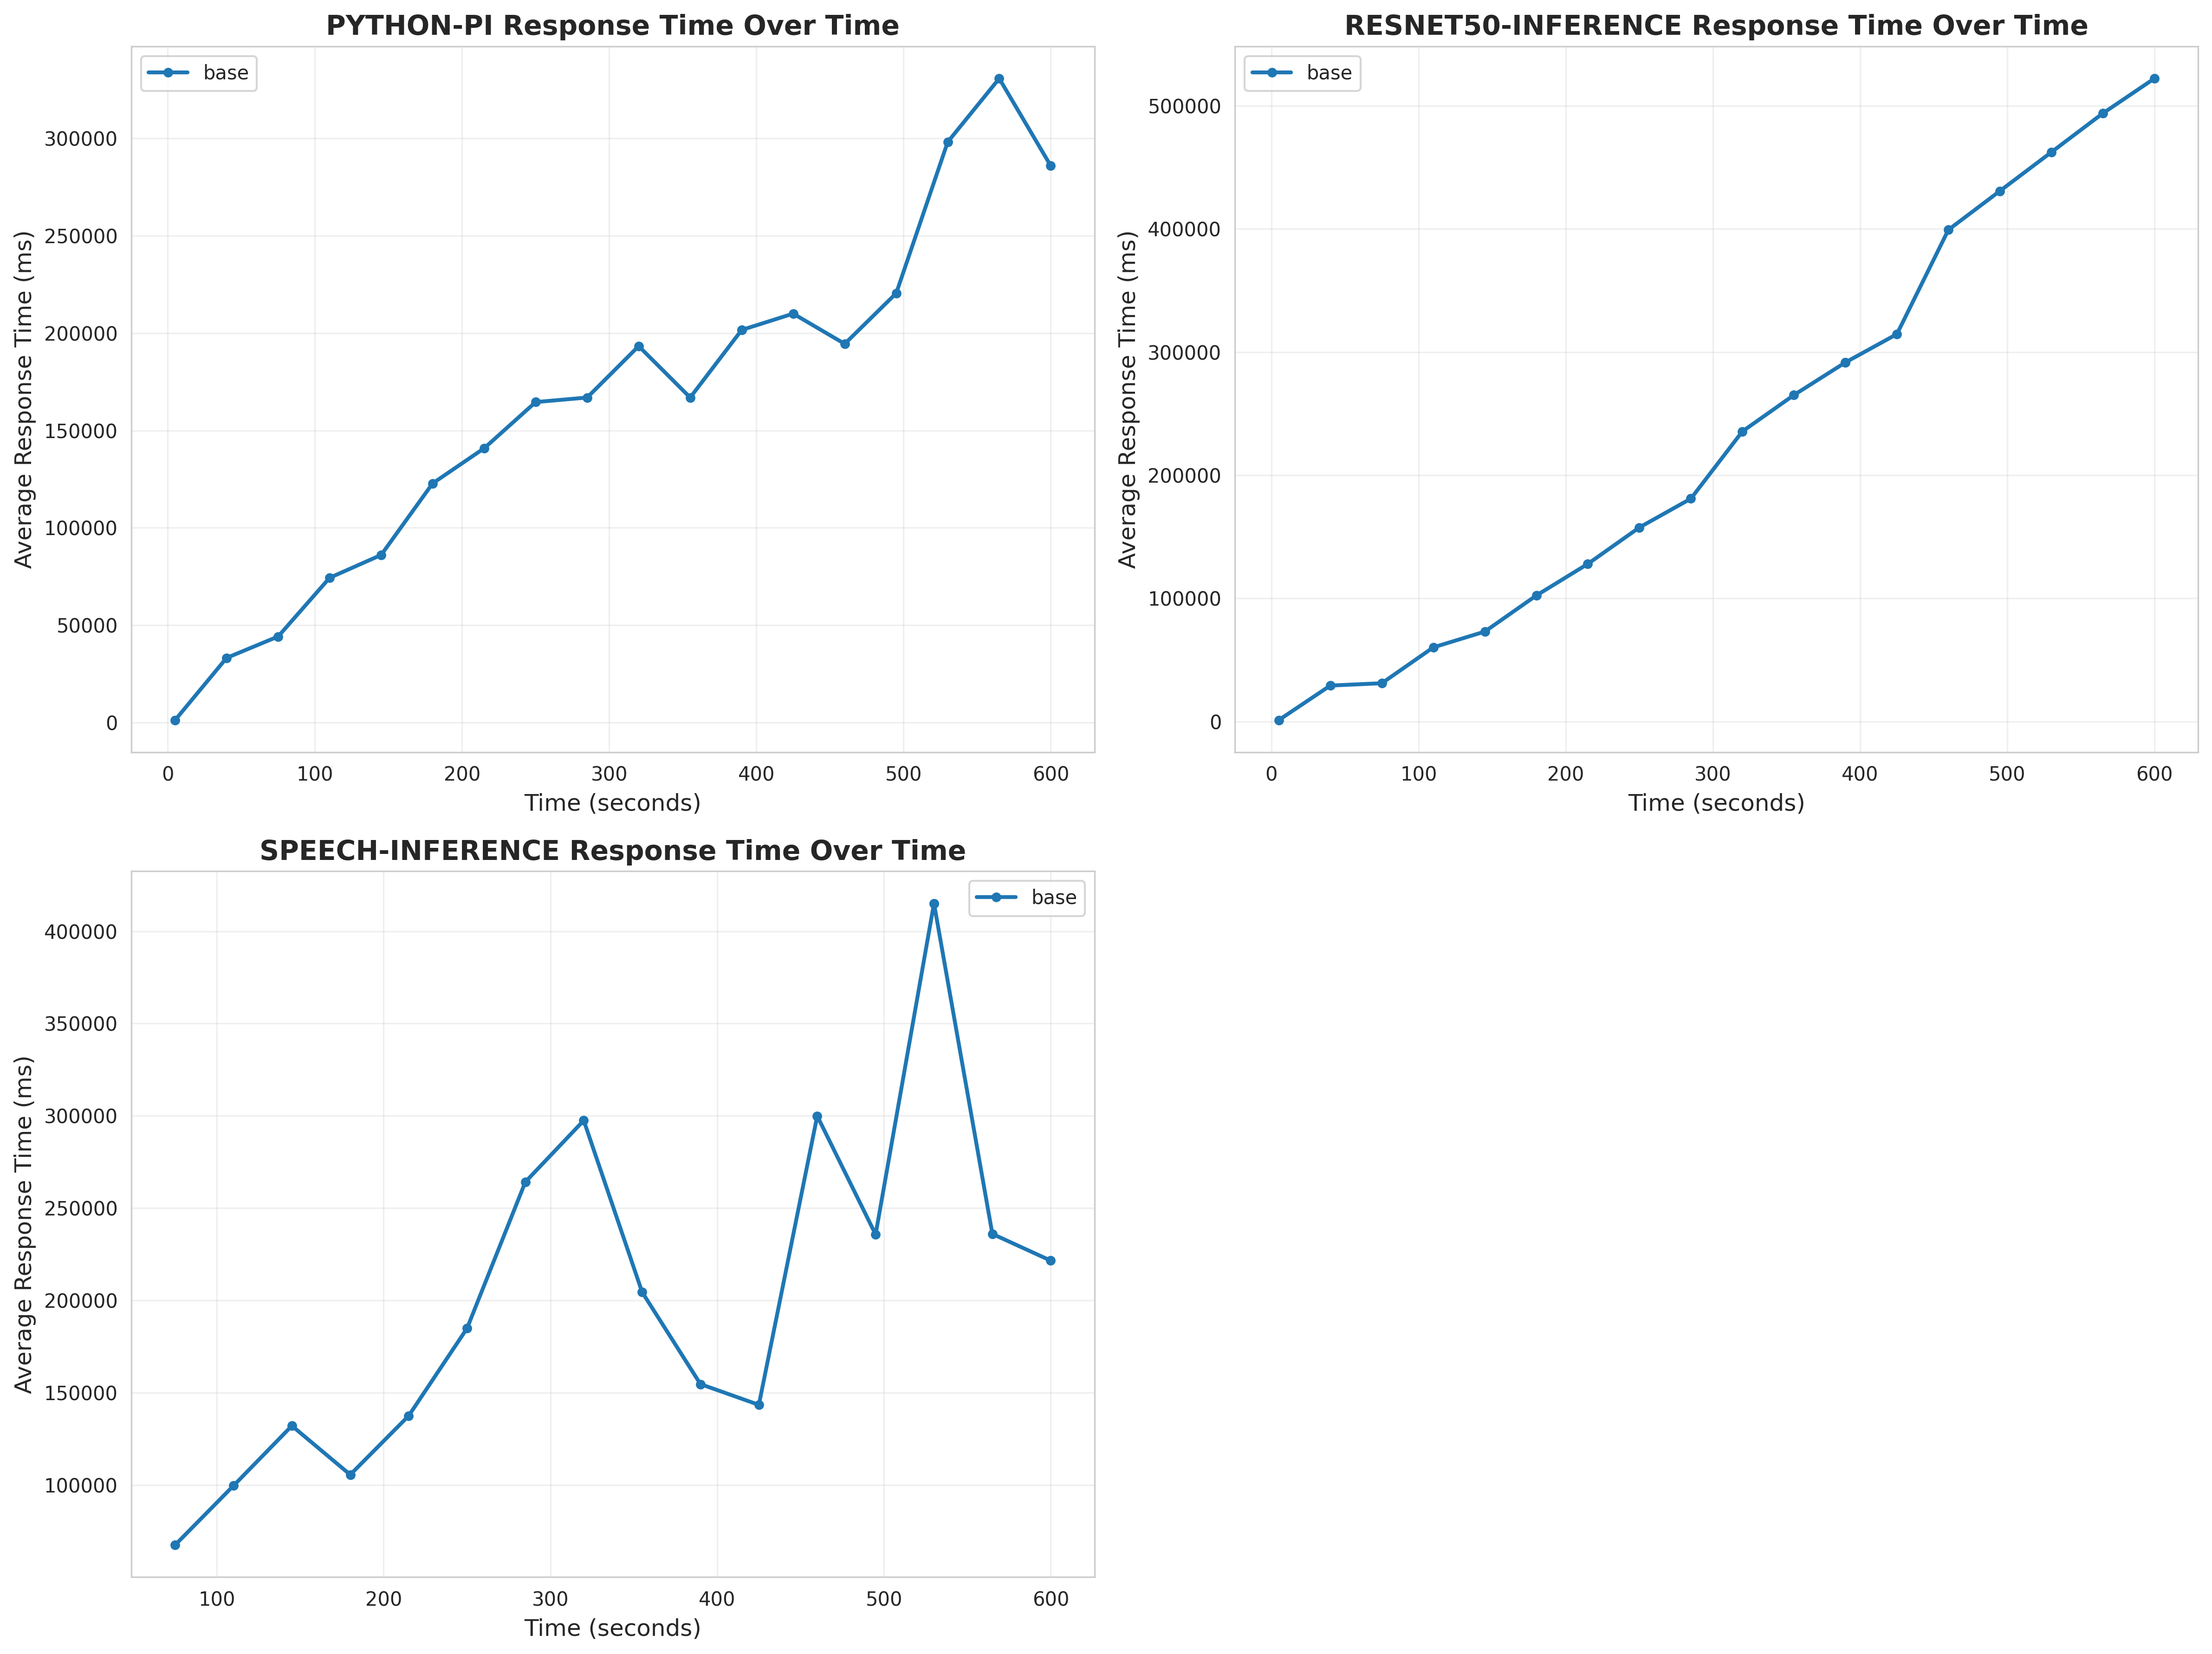 PYTHON-PI Response Time Over Time
base
Average Response Time (ms)
300000
250000
200000
150000
100000
50000
0
0 100 200 300 400 500 600
Time (seconds)
RESNET50-INFERENCE Response Time Over Time
base
Average Response Time (ms)
500000
400000
300000
200000
100000
0
0 100 200 300 400 500 600
Time (seconds)
SPEECH-INFERENCE Response Time Over Time
base
Average Response Time (ms)
400000
350000
300000
250000
200000
150000
100000
100 200 300 400 500 600
Time (seconds)